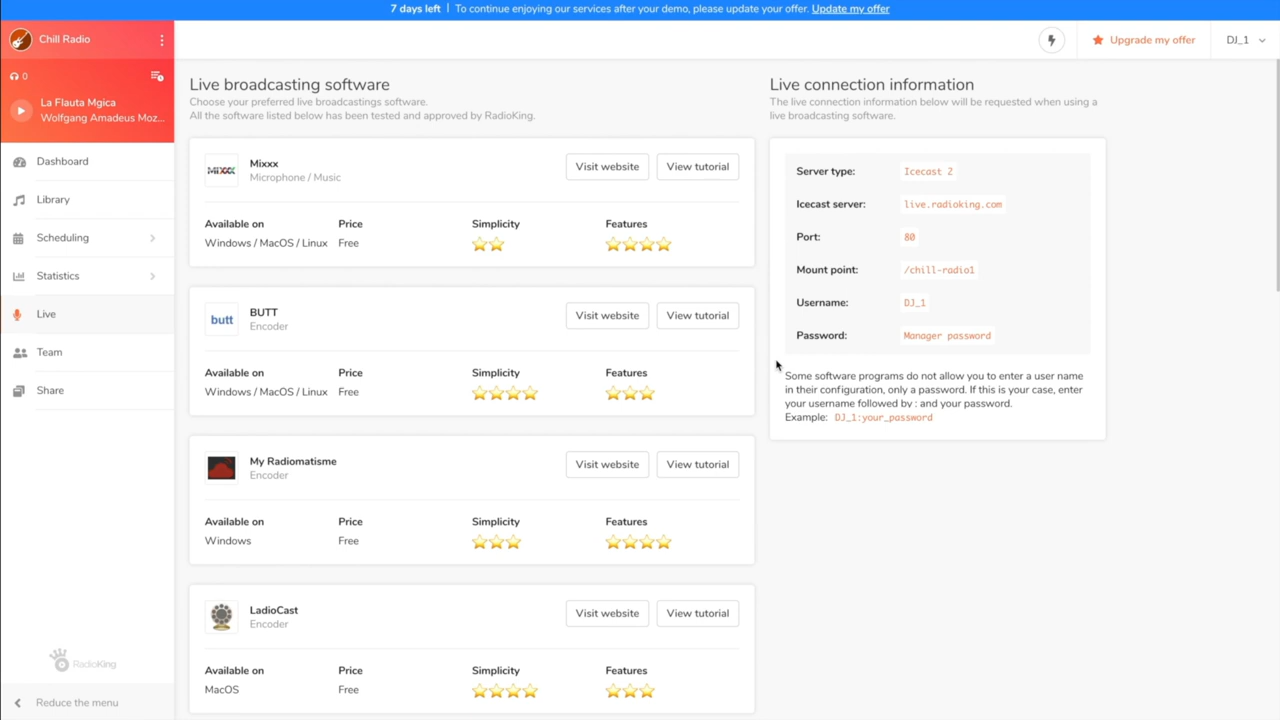 7 days left | To continue enjoying our services after your demo, please update your offer. Update my offer
Chill Radio
0
La Flauta Mgica
Wolfgang Amadeus Moz...
Dashboard
Library
Scheduling
Statistics
Live
Team
Share
RadioKing
Reduce the menu
Upgrade my offer
DJ_1
Live broadcasting software
Choose your preferred live broadcastings software.
All the software listed below has been tested and approved by RadioKing.
MIXXX
Mixxx
Microphone / Music
Visit website
View tutorial
Available on Price Simplicity Features
Windows / MacOS / Linux Free
butt
BUTT
Encoder
Visit website
View tutorial
Available on Price Simplicity Features
Windows / MacOS / Linux Free
My Radiomatisme
Encoder
Visit website
View tutorial
Available on Price Simplicity Features
Windows Free
LadioCast
Encoder
Visit website
View tutorial
Available on Price Simplicity Features
MacOS Free
Live connection information
The live connection information below will be requested when using a
live broadcasting software.
Server type: Icecast 2
Icecast server: live.radioking.com
Port: 80
Mount point: /chill-radio1
Username: DJ_1
Password: Manager password
Some software programs do not allow you to enter a user name
in their configuration, only a password. If this is your case, enter
your username followed by : and your password.
Example: DJ_1:your_password